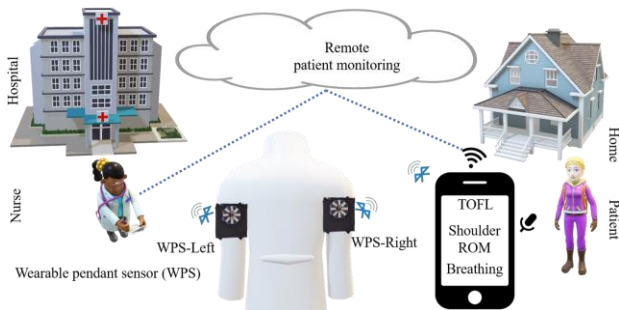 Hospital
Remote
patient monitoring
Home
Nurse
Patient
WPS-Left
WPS-Right
Wearable pendant sensor (WPS)
TOFL
Shoulder
ROM
Breathing